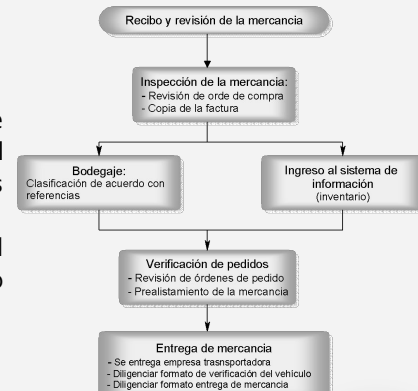 Recibo y revisión de la mercancia
Inspección de la mercancia:
- Revisión de orde de compra
- Copia de la factura
Bodegaje:
Clasificación de acuerdo con
referencias
Ingreso al sistema de
información
(inventario)
Verificación de pedidos
- Revisión de órdenes de pedido
- Prealistamiento de la mercancia
Entrega de mercancia
- Se entrega empresa trasnsportadora
- Diligenciar formato de verificación del vehículo
- Diligenciar formato entrega de mercancia